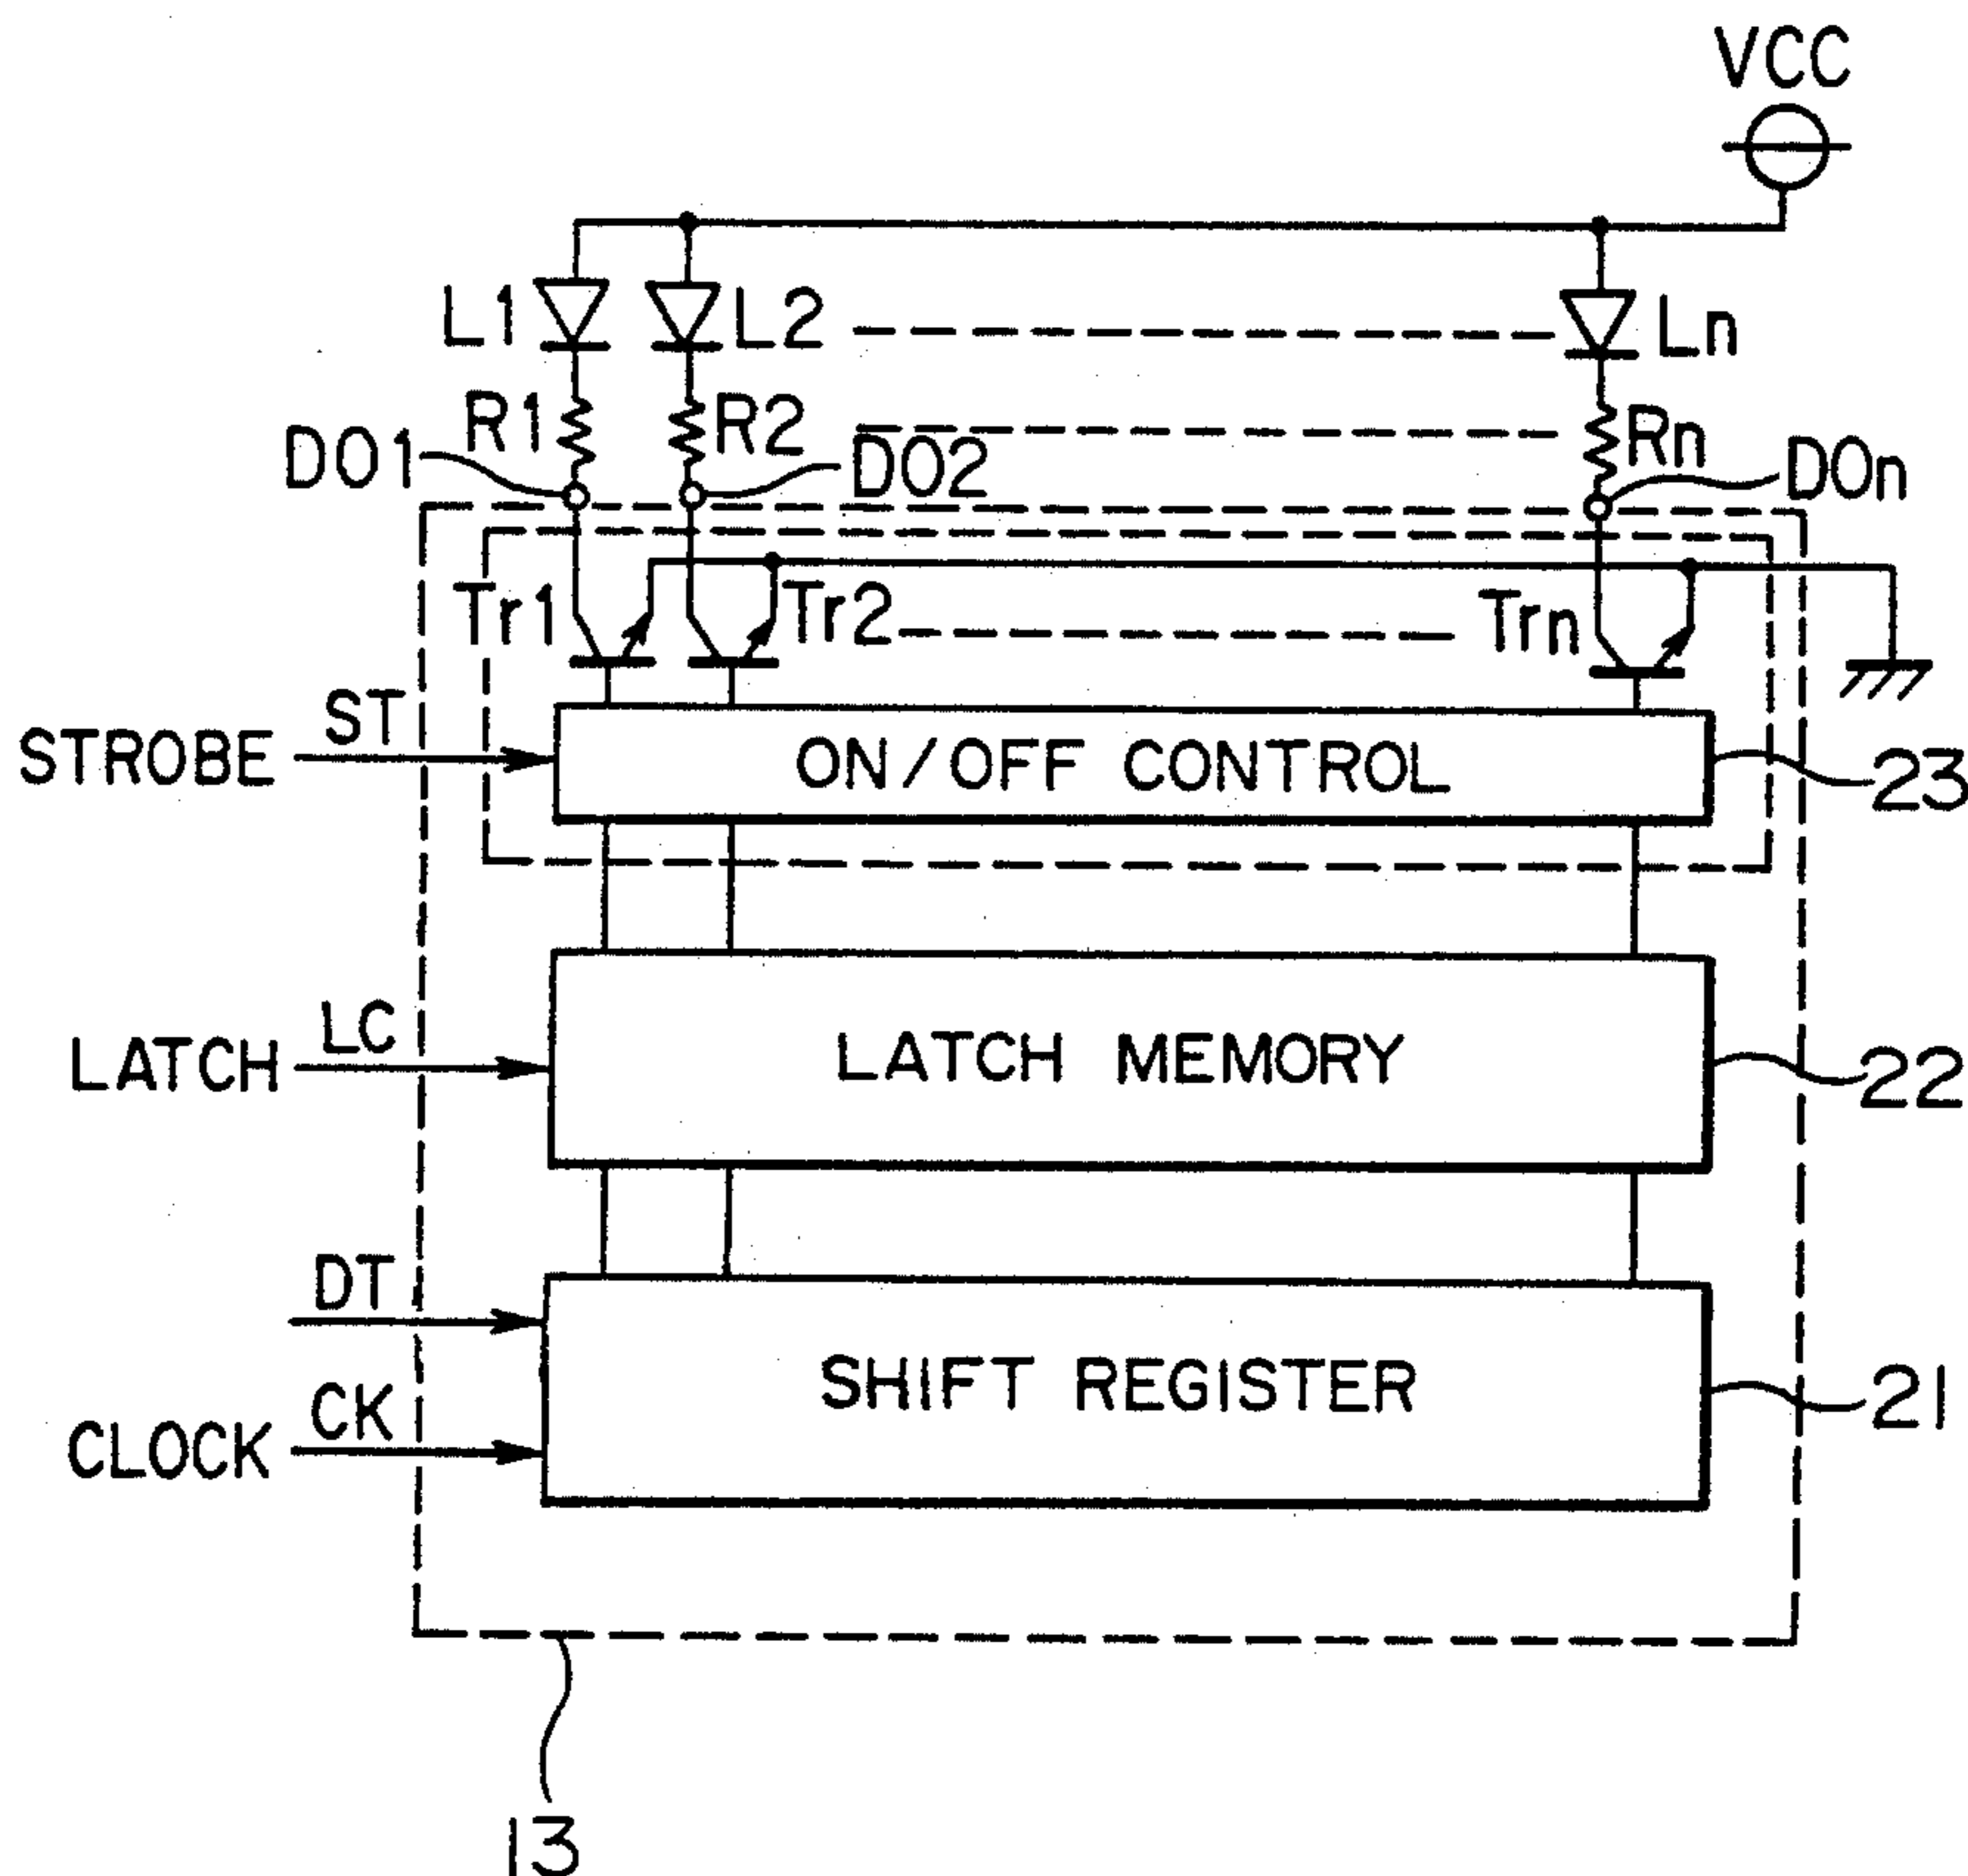 VCC
L1
L2
Ln
R1
R2
Rn
DO1
DO2
DOn
Tr1
Tr2
Trn
ST
STROBE
ON/OFF CONTROL
23
LC
LATCH
LATCH MEMORY
22
DT
SHIFT REGISTER
21
CK
CLOCK
13